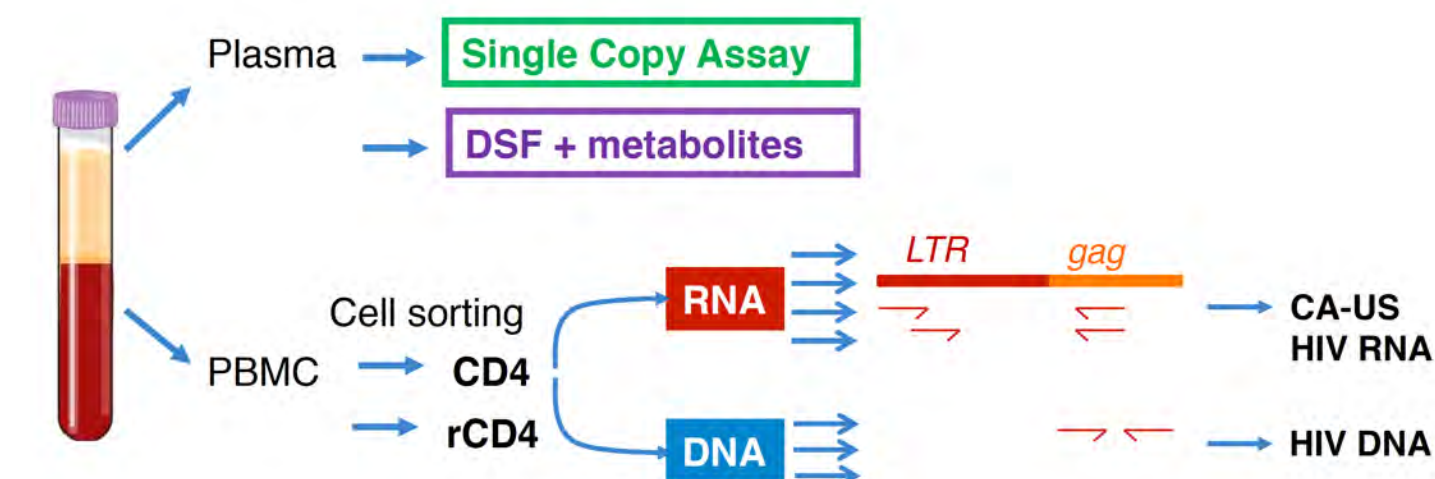 Plasma
Single Copy Assay
DSF + metabolites
LTR
gag
RNA
Cell sorting
CA-US
HIV RNA
PBMC
CD4
rCD4
DNA
HIV DNA